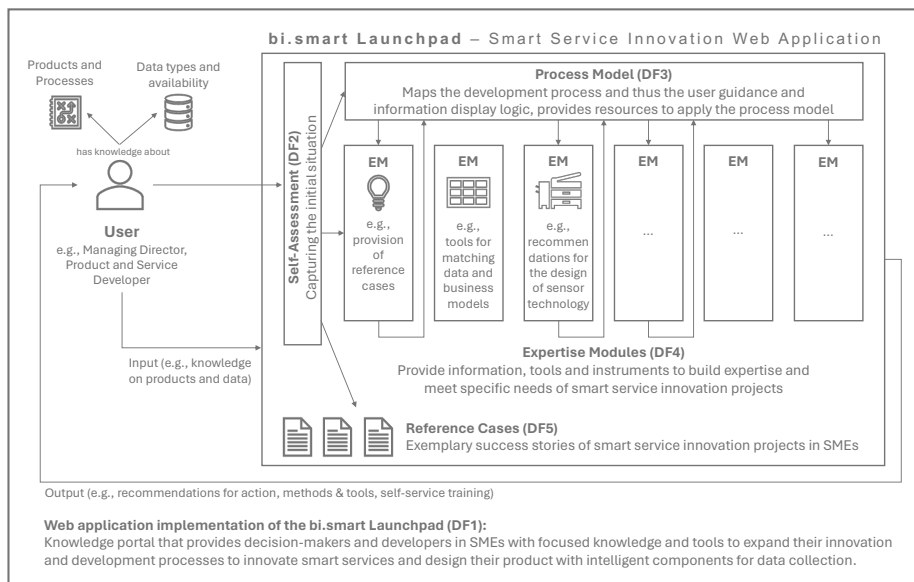 bi.smart Launchpad – Smart Service Innovation Web Application
Products and
Processes
Data types and
availability
has knowledge about
User
e.g., Managing Director,
Product and Service
Developer
Input (e.g., knowledge
on products and data)
Self-Assessment (DF2)
Capturing the initial situation
Process Model (DF3)
Maps the development process and thus the user guidance and
information display logic, provides resources to apply the process model
EM
e.g.,
provision
of
reference
cases
EM
e.g.,
tools for
matching
data and
business
models
EM
e.g.,
recommen
dations for
the design
of sensor
technology
EM
...
EM
...
EM
...
Expertise Modules (DF4)
Provide information, tools and instruments to build expertise and
meet specific needs of smart service innovation projects
Reference Cases (DF5)
Exemplary success stories of smart service innovation projects in SMEs
Output (e.g., recommendations for action, methods & tools, self-service training)
Web application implementation of the bi.smart Launchpad (DF1):
Knowledge portal that provides decision-makers and developers in SMEs with focused knowledge and tools to expand their innovation
and development processes to innovate smart services and design their product with intelligent components for data collection.